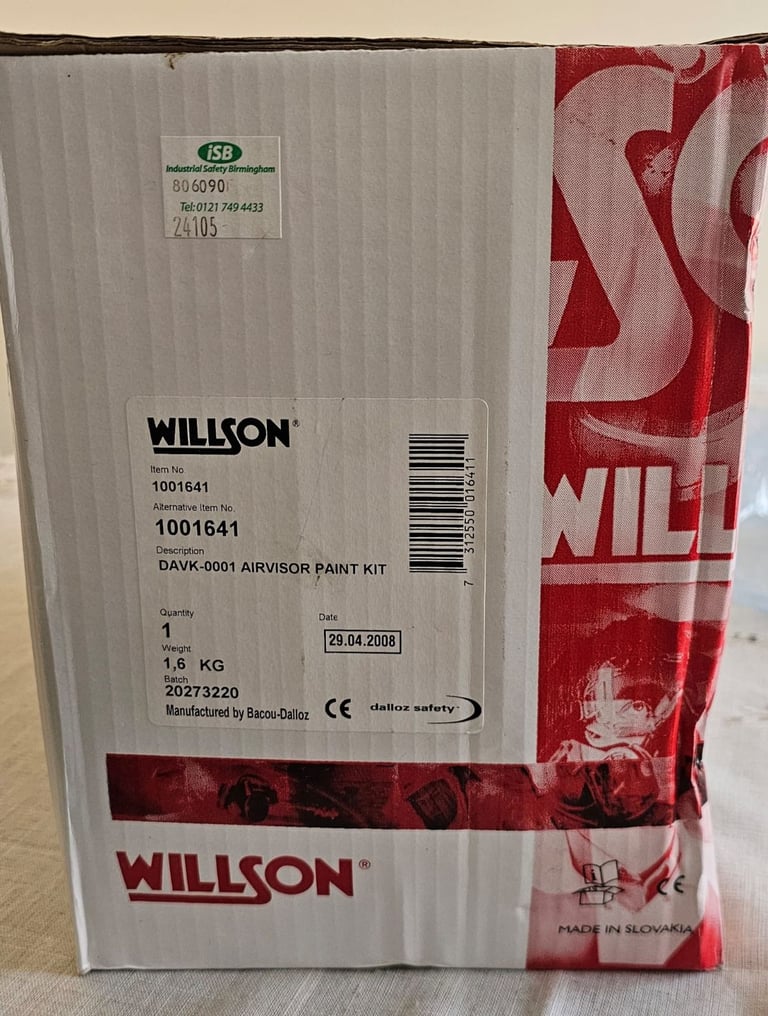 iSB
Industrial Safety Birmingham
806090
Tel: 0121 749 4433
24105-
WILLSON®
Item No
1001641
Alternative Item No.
1001641
Description
DAVK-0001 AIRVISOR PAINT KIT
7 312550 016411
Quantity
1
Date
29.04.2008
Weight
1,6 KG
Batch
20273220
Manufactured by Bacou-Dalloz
CE
dalloz safety
WILL
WILLSON®
i
CE
MADE IN SLOVAKIA